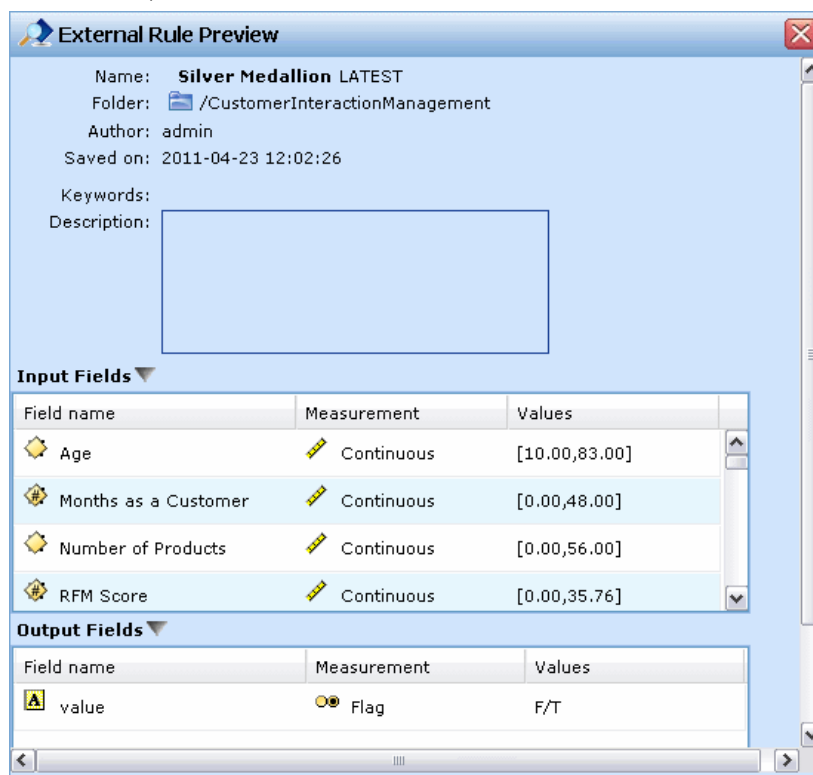 External Rule Preview
Name: Silver Medallion LATEST
Folder: /CustomerInteractionManagement
Author: admin
Saved on: 2011-04-23 12:02:26
Keywords:
Description:
Input Fields
Field name Measurement Values
Age Continuous [10.00,83.00]
# Months as a Customer Continuous [0.00,48.00]
Number of Products Continuous [0.00,56.00]
# RFM Score Continuous [0.00,35.76]
Output Fields
Field name Measurement Values
A value Flag F/T